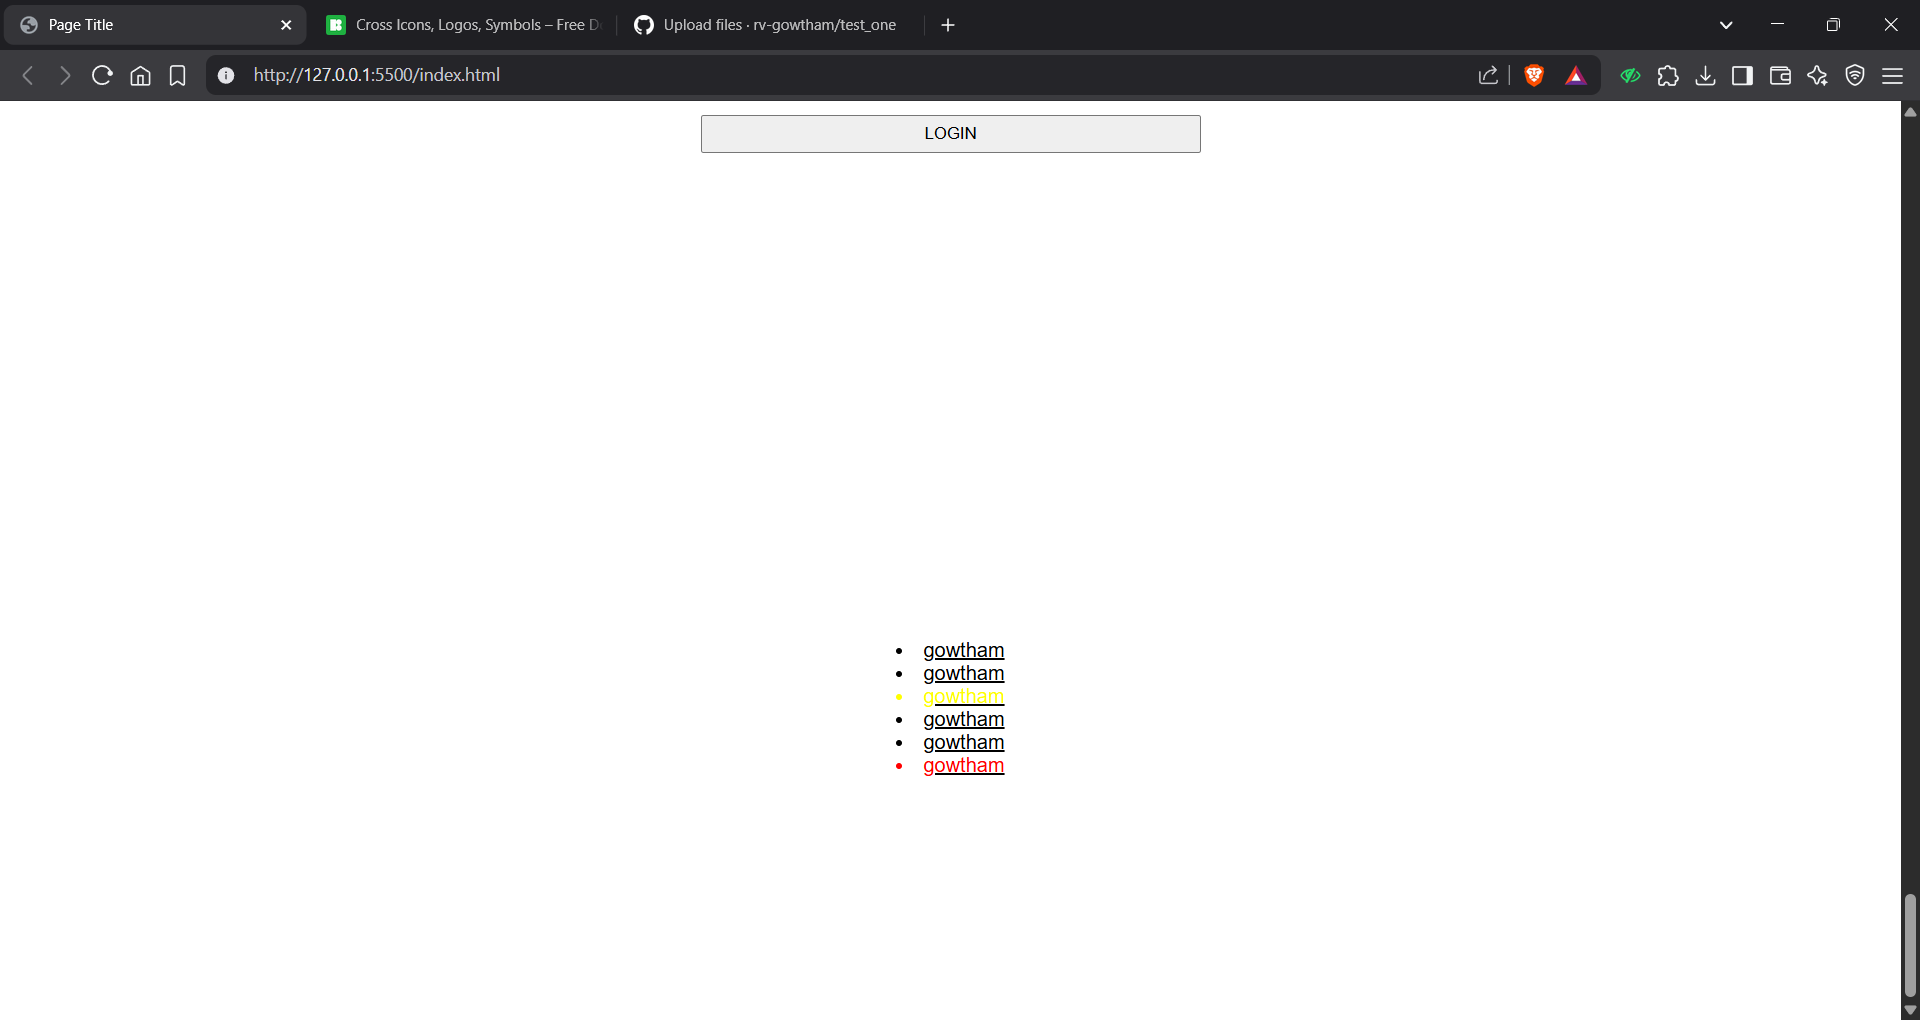 Page Title
Cross Icons, Logos, Symbols – Free D
Upload files · rv-gowtham/test_one
http://127.0.0.1:5500/index.html
LOGIN
gowtham
gowtham
gowtham
gowtham
gowtham
gowtham